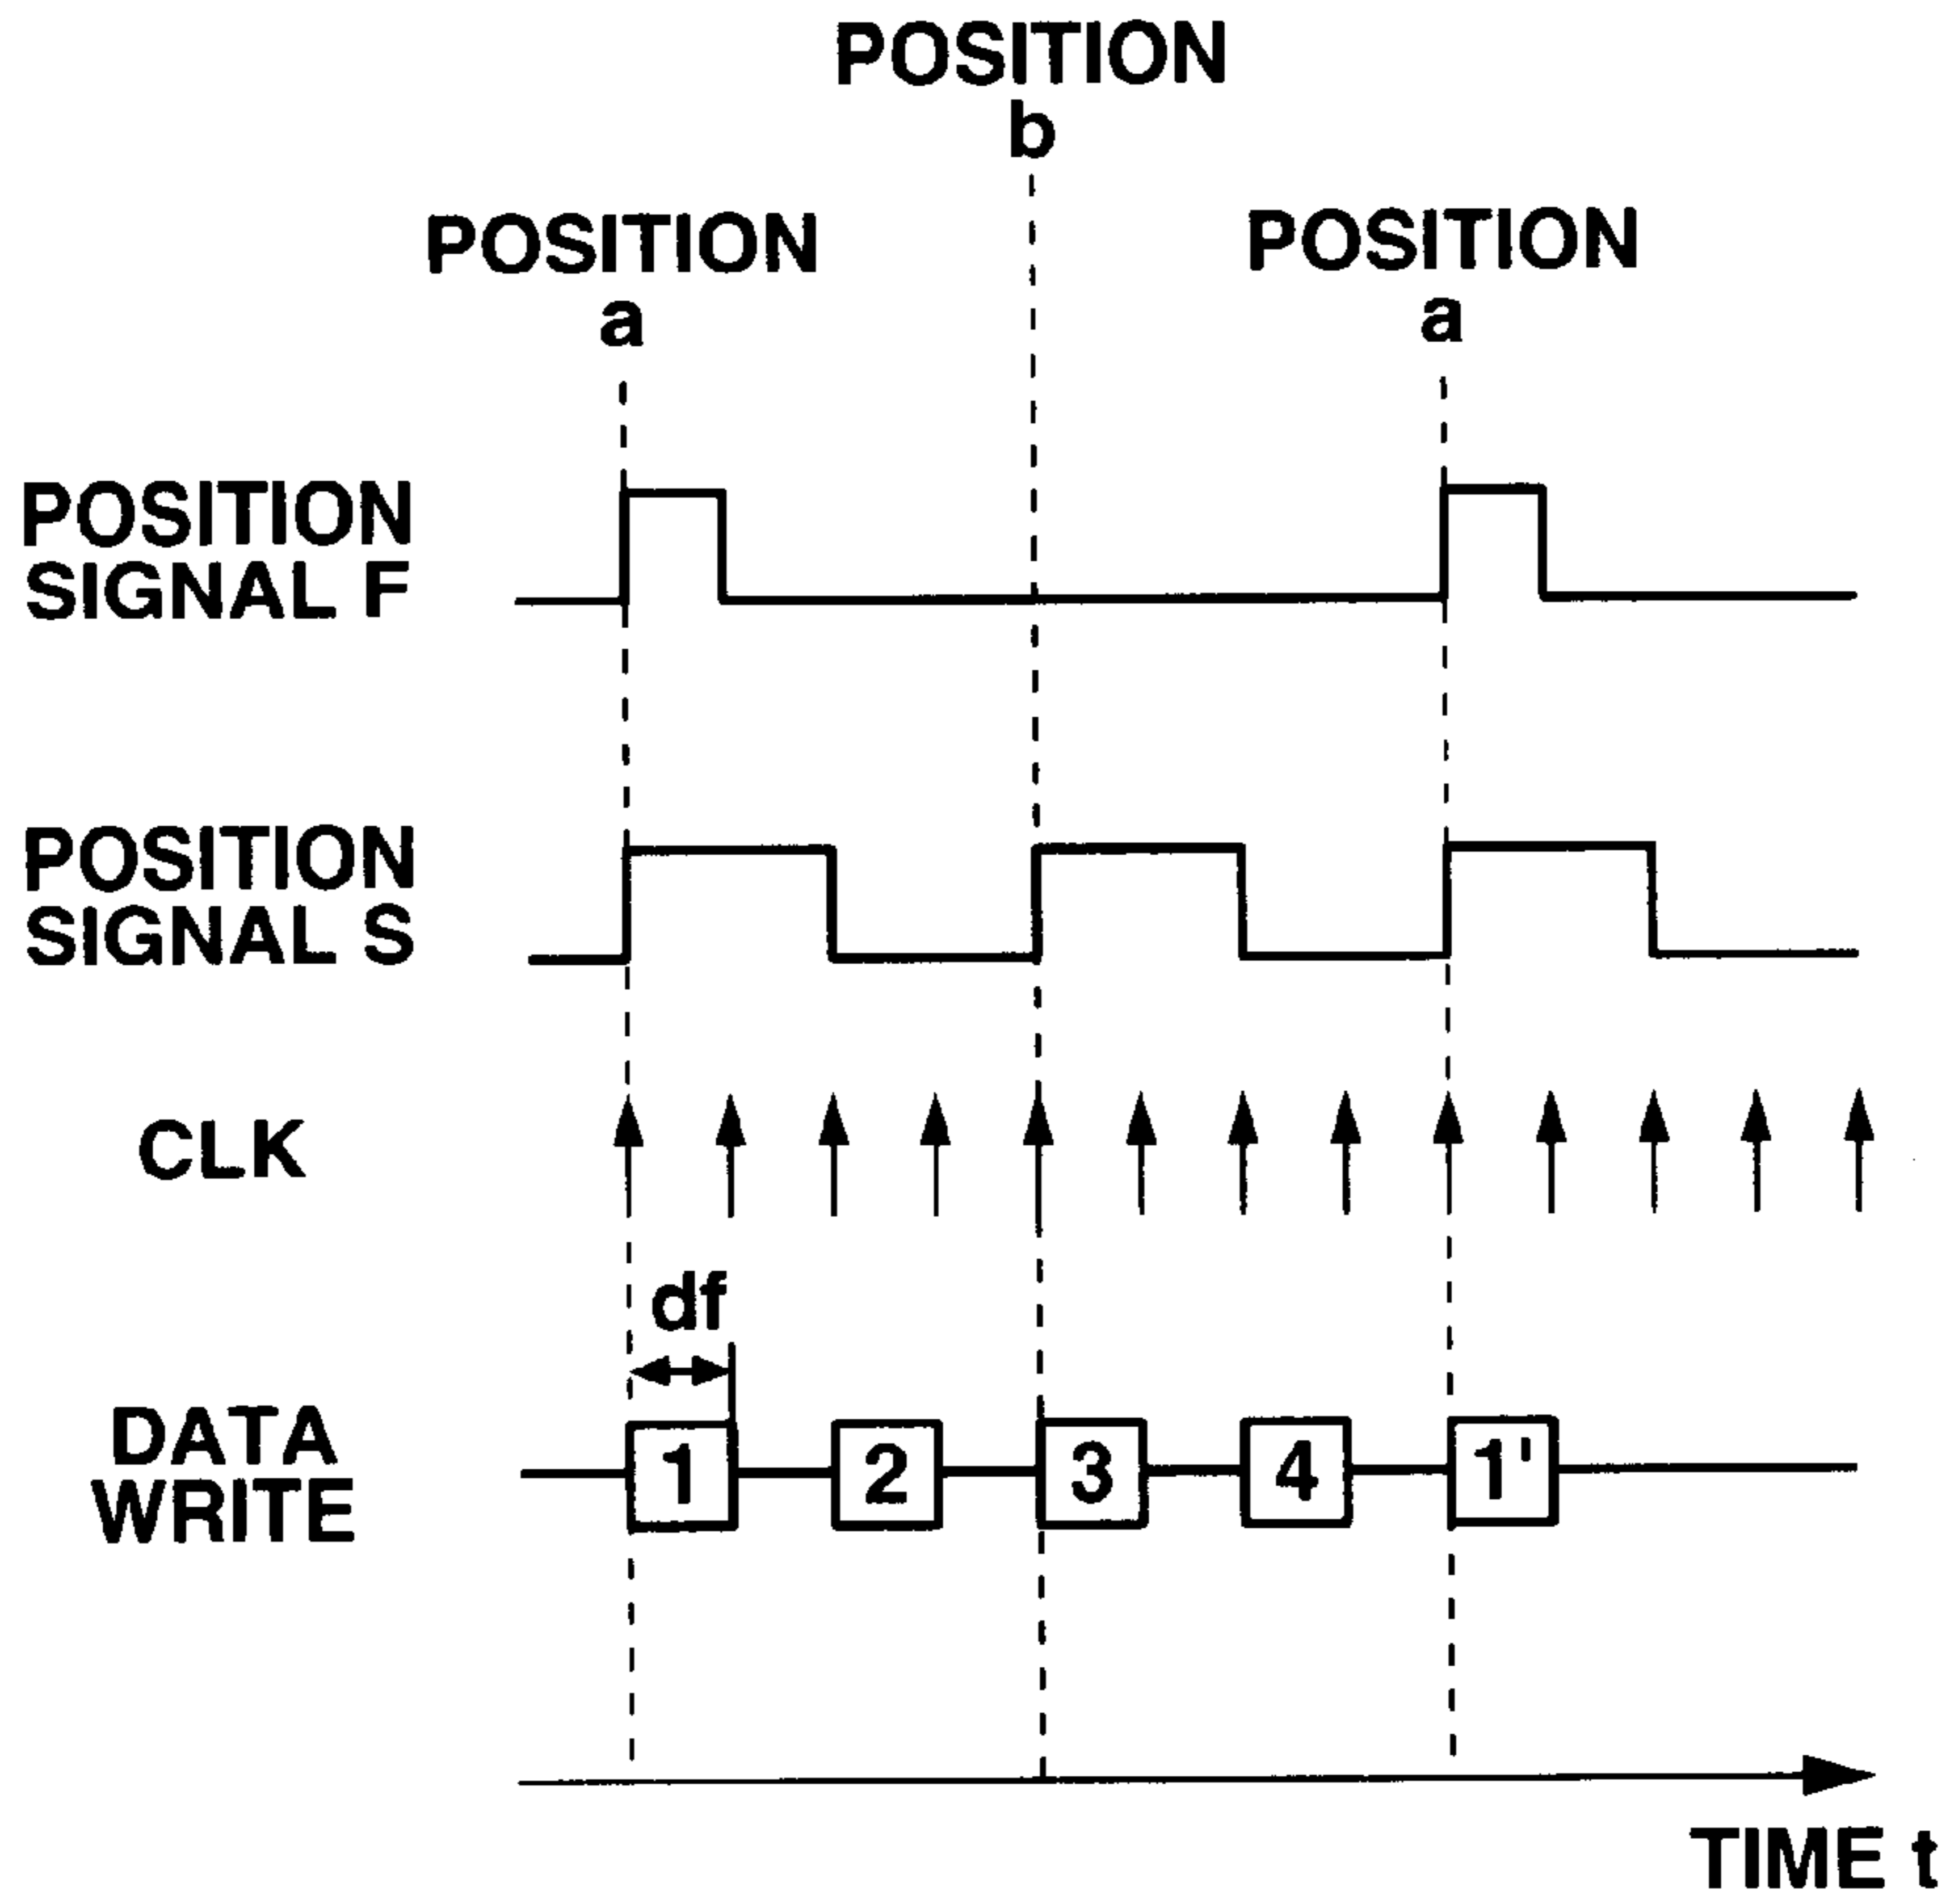 POSITION
b
POSITION
a
POSITION
a
POSITION
SIGNAL F
POSITION
SIGNAL S
CLK
df
DATA
WRITE
1
2
3
4
1'
TIME t